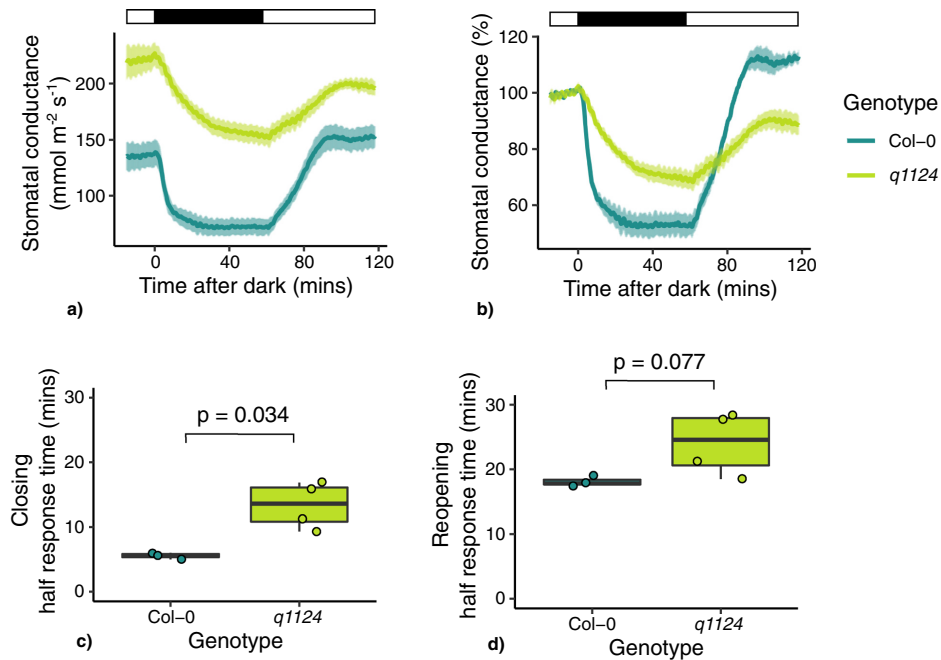 Stomatal conductance
(mmol m⁻² s⁻¹)
200
150
100
0
40
80
120
Time after dark (mins)
a)
Stomatal conductance (%)
120
100
80
60
0
40
80
120
Time after dark (mins)
b)
Genotype
Col–0
q1124
Closing
half response time (mins)
30
20
10
0
p = 0.034
Col–0
q1124
Genotype
c)
Reopening
half response time (mins)
30
20
10
0
p = 0.077
Col–0
q1124
Genotype
d)